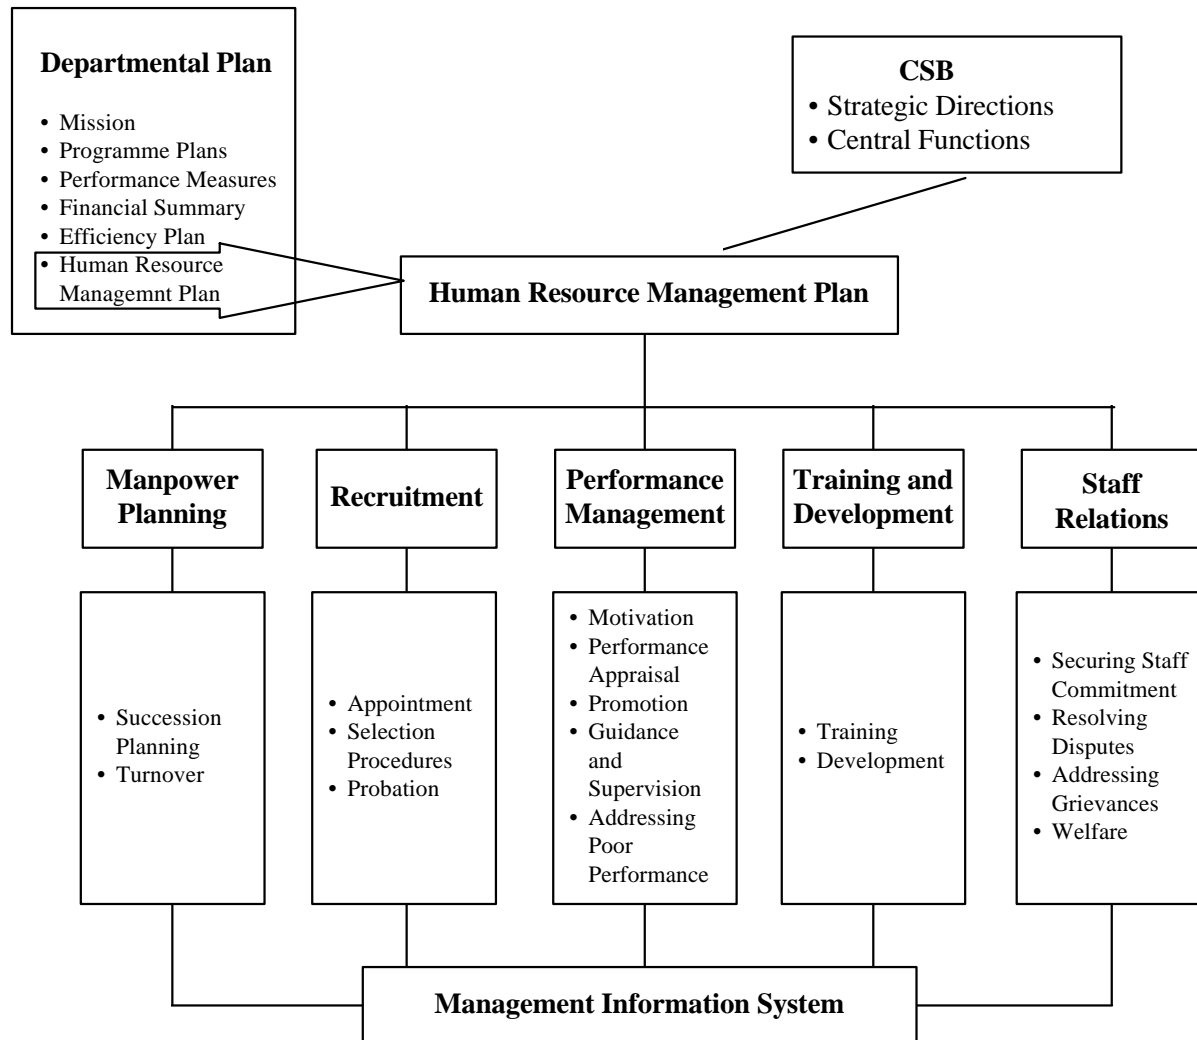 Departmental Plan
• Mission
• Programme Plans
• Performance Measures
• Financial Summary
• Efficiency Plan
• Human Resource
Managemnt Plan
CSB
• Strategic Directions
• Central Functions
Human Resource Management Plan
Manpower
Planning
Recruitment
Performance
Management
Training and
Development
Staff
Relations
• Succession
Planning
• Turnover
• Appointment
• Selection
Procedures
• Probation
• Motivation
• Performance
Appraisal
• Promotion
• Guidance
and
Supervision
• Addressing
Poor
Performance
• Training
• Development
• Securing Staff
Commitment
• Resolving
Disputes
• Addressing
Grievances
• Welfare
Management Information System